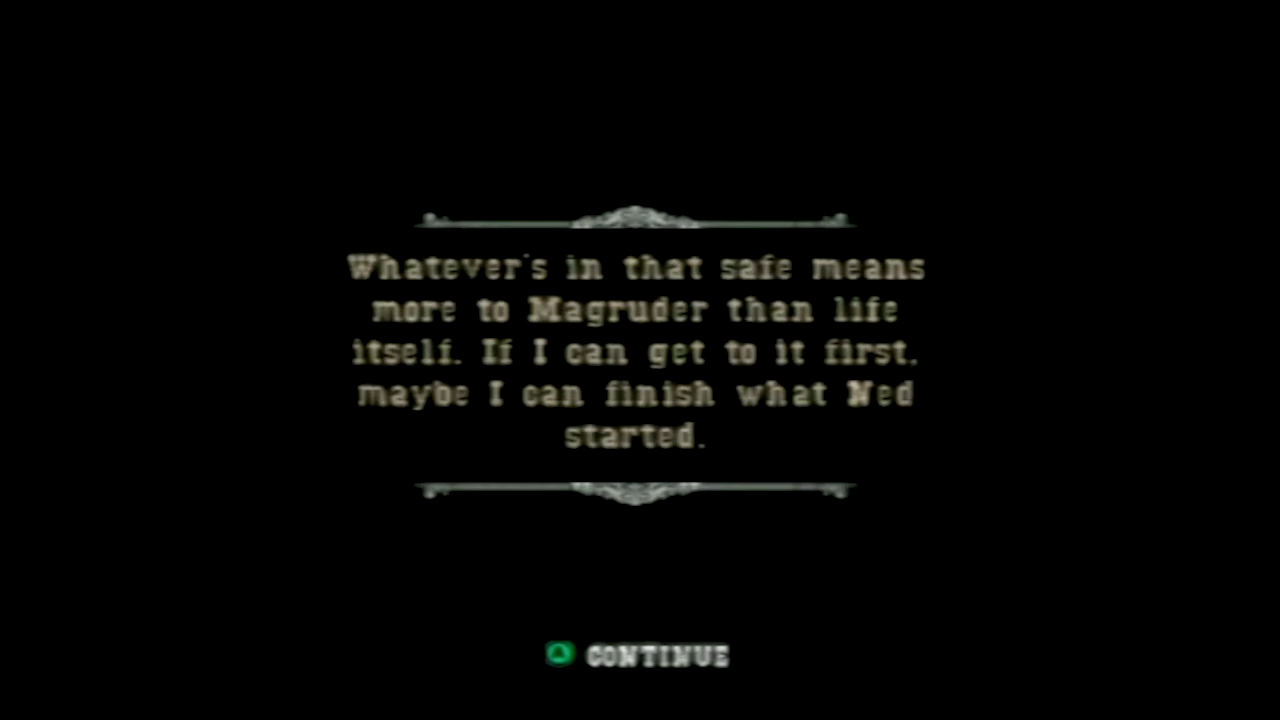 Whatever's in that safe means
more to Magruder than life
itself. If I can get to it first,
maybe I can finish what Ned
started.
CONTINUE